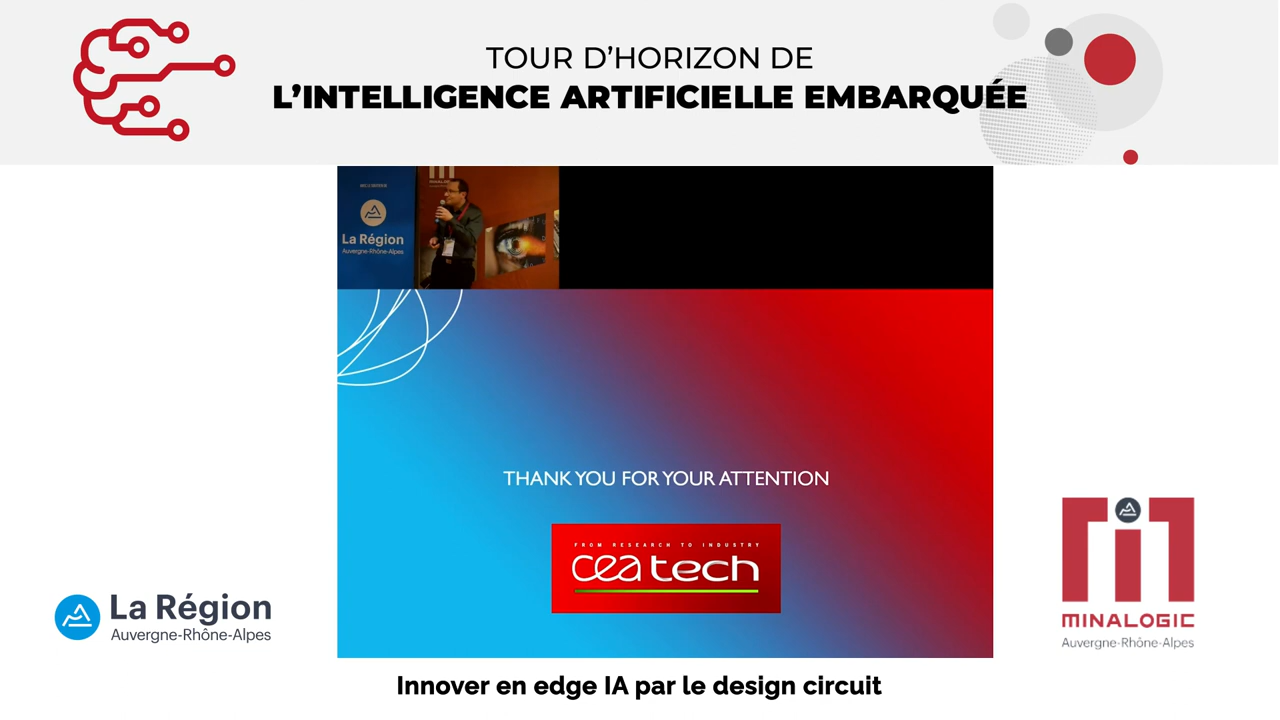 TOUR D’HORIZON DE
L’INTELLIGENCE ARTIFICIELLE EMBARQUÉE
La Région
Auvergne-Rhône-Alpes
THANK YOU FOR YOUR ATTENTION
FROM RESEARCH TO INDUSTRY
cea tech
La Région
Auvergne-Rhône-Alpes
MINALOGIC
Auvergne-Rhône-Alpes
Innover en edge IA par le design circuit